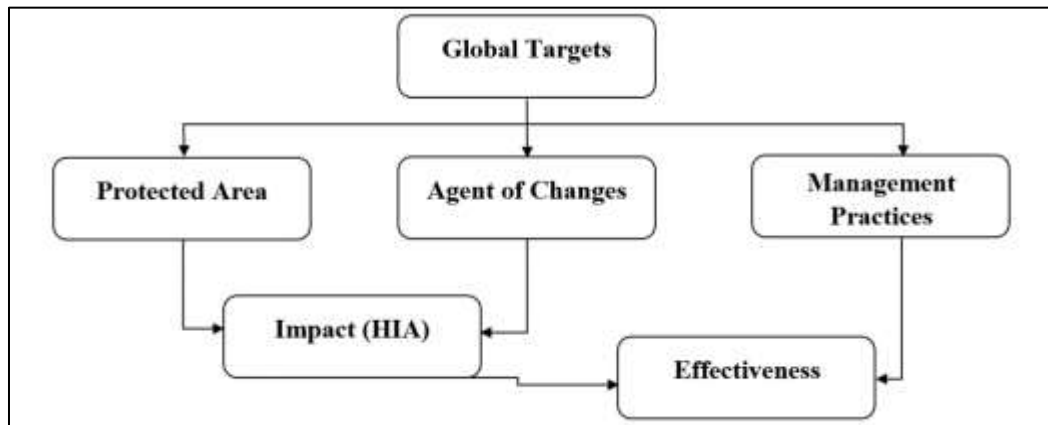 Global Targets
Protected Area
Agent of Changes
Management
Practices
Impact (HIA)
Effectiveness